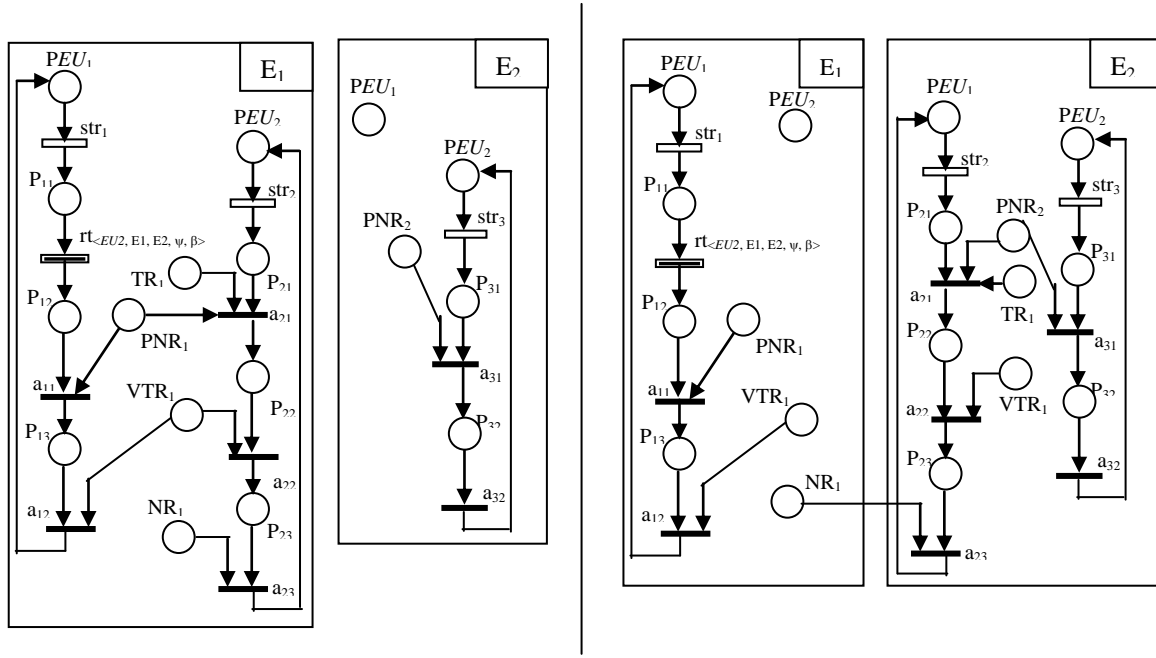 E₁
PEU₁
str₁
P₁₁
rt<EU2, E1, E2, ψ, β>
P₁₂
a₁₁
P₁₃
a₁₂
PEU₂
str₂
P₂₁
TR₁
a₂₁
PNR₁
P₂₂
VTR₁
a₂₂
P₂₃
NR₁
a₂₃
E₂
PEU₁
PEU₂
str₃
PNR₂
P₃₁
a₃₁
P₃₂
a₃₂
E₁
PEU₁
PEU₂
str₁
P₁₁
rt<EU2, E1, E2, ψ, β>
P₁₂
PNR₁
a₁₁
VTR₁
P₁₃
NR₁
a₁₂
E₂
PEU₁
PEU₂
str₂
str₃
P₂₁
PNR₂
P₃₁
a₂₁
TR₁
P₂₂
a₃₁
VTR₁
P₃₂
a₂₂
P₂₃
a₃₂
a₂₃